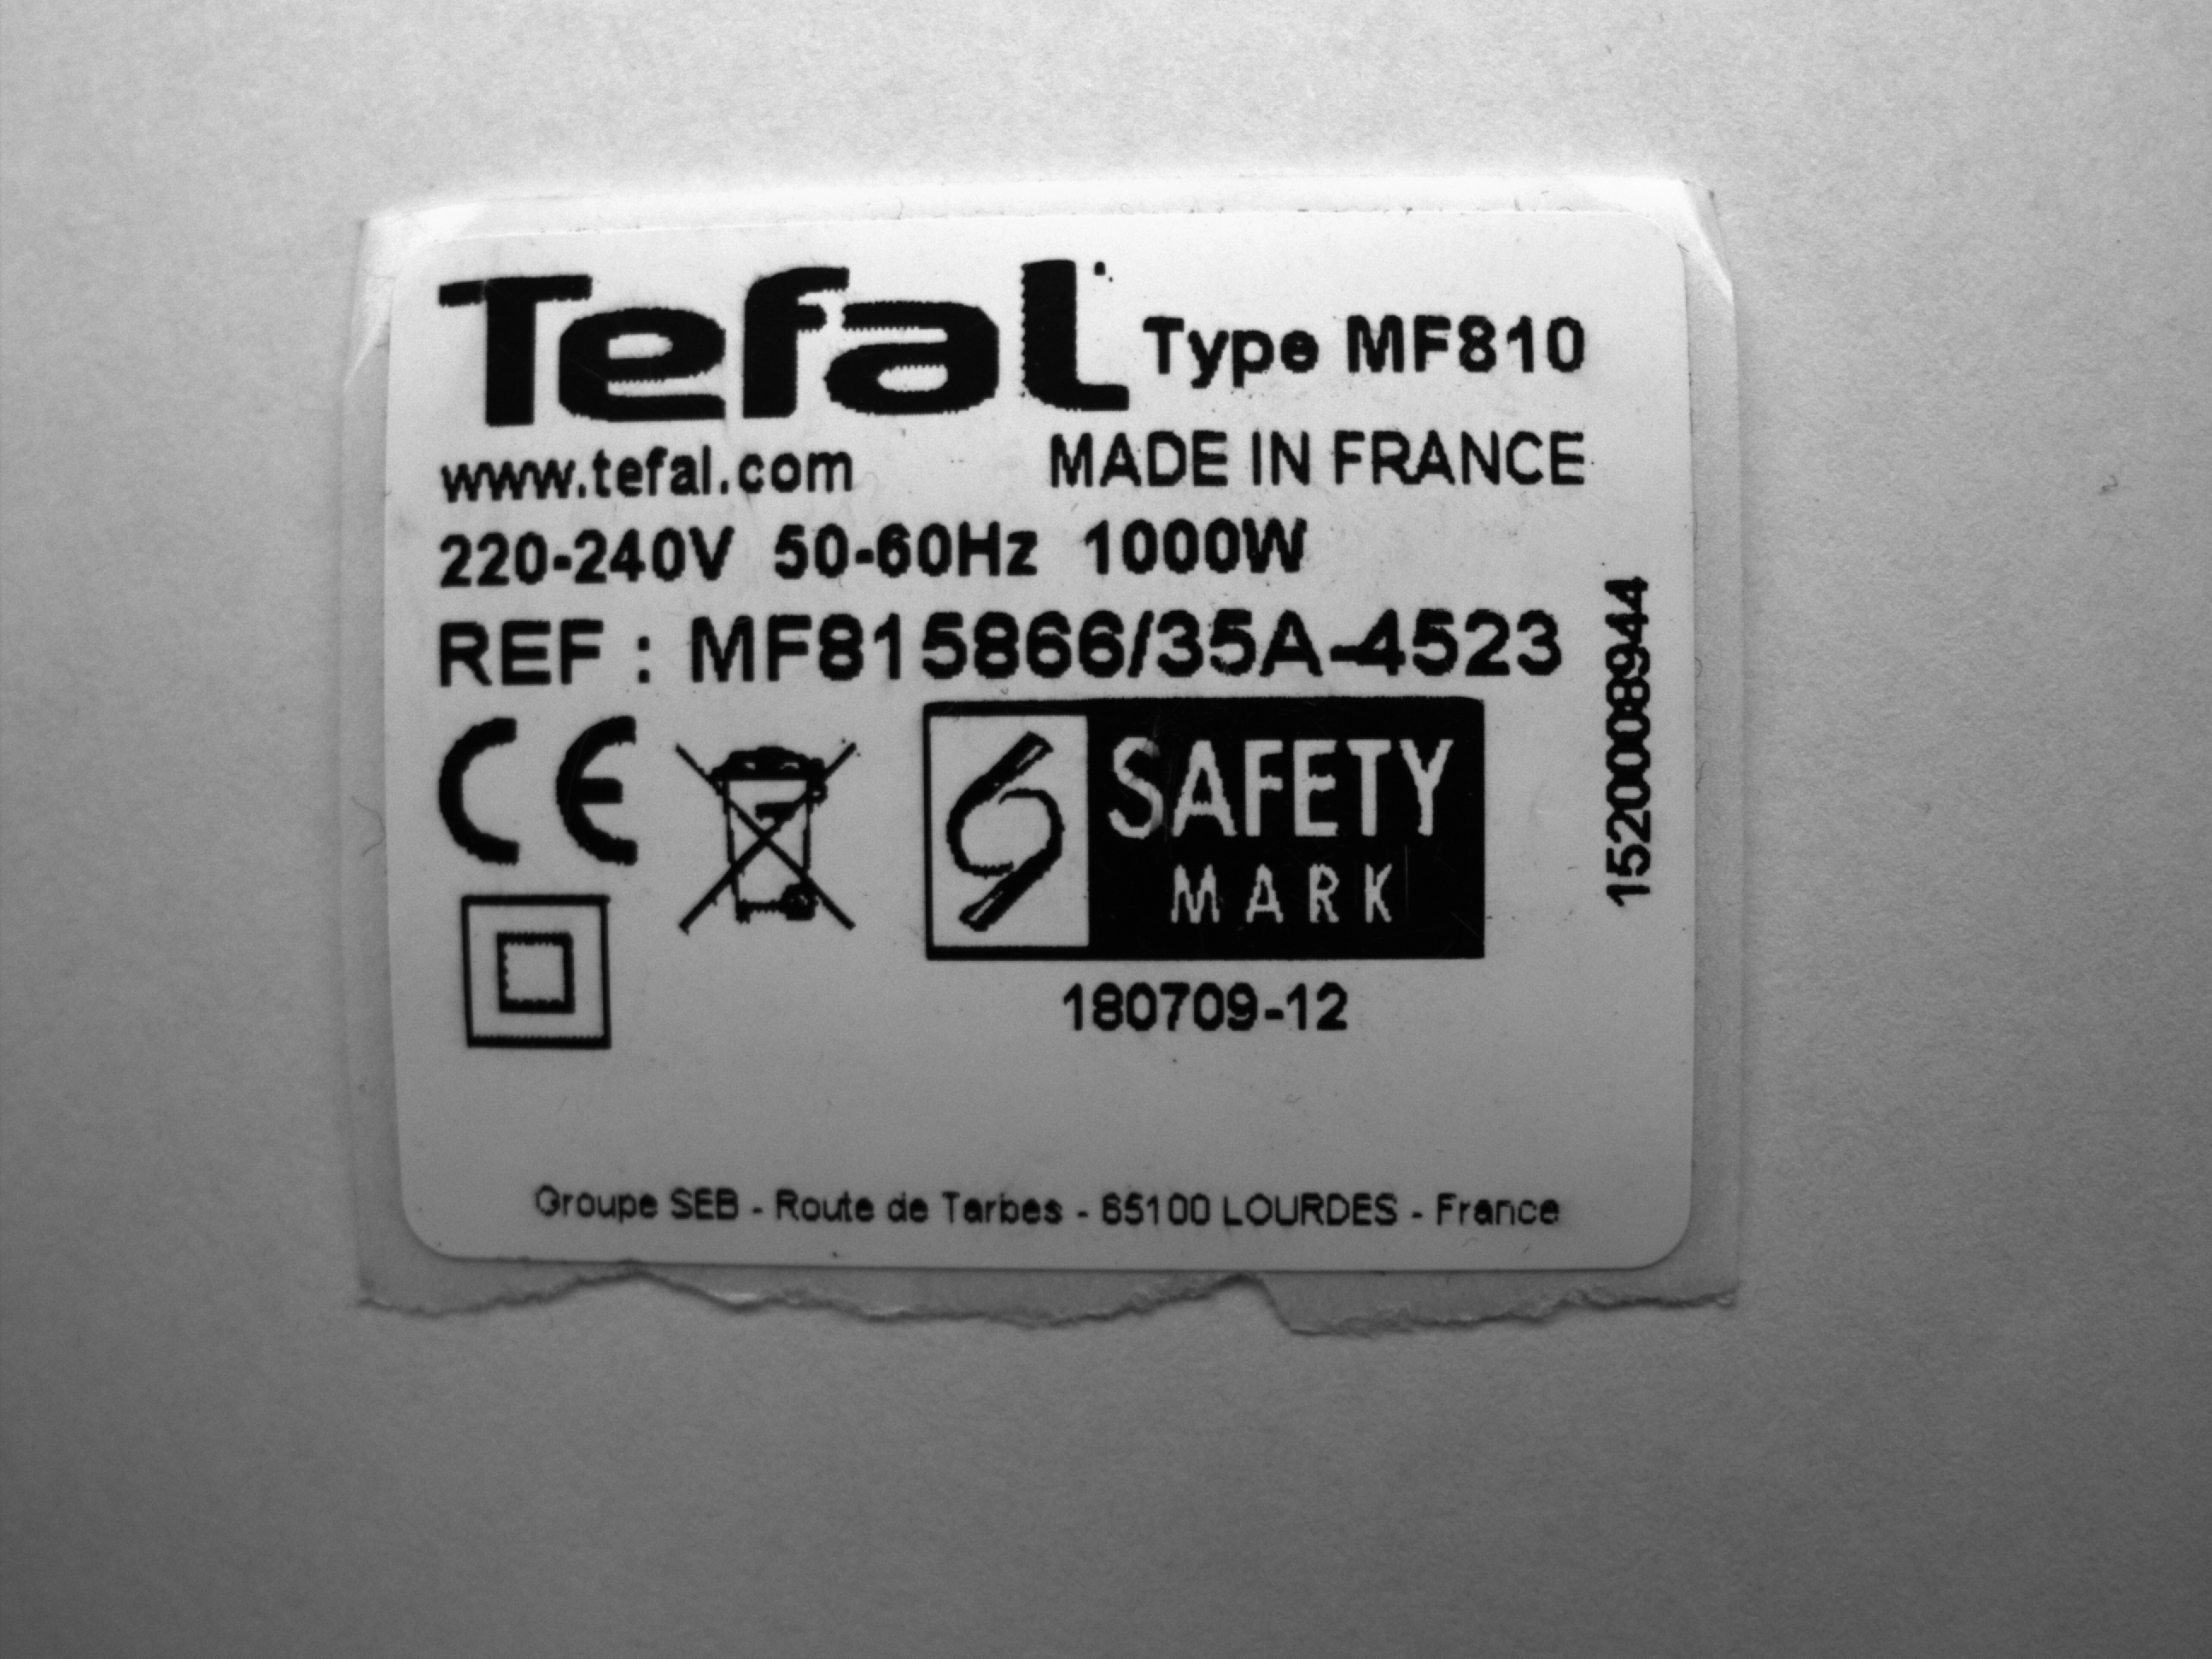 Tefal Type MF810
www.tefal.com MADE IN FRANCE
220-240V 50-60Hz 1000W
REF : MF815866/35A-4523
1520008944
CE
SAFETY
MARK
180709-12
Groupe SEB - Route de Tarbes - 65100 LOURDES - France